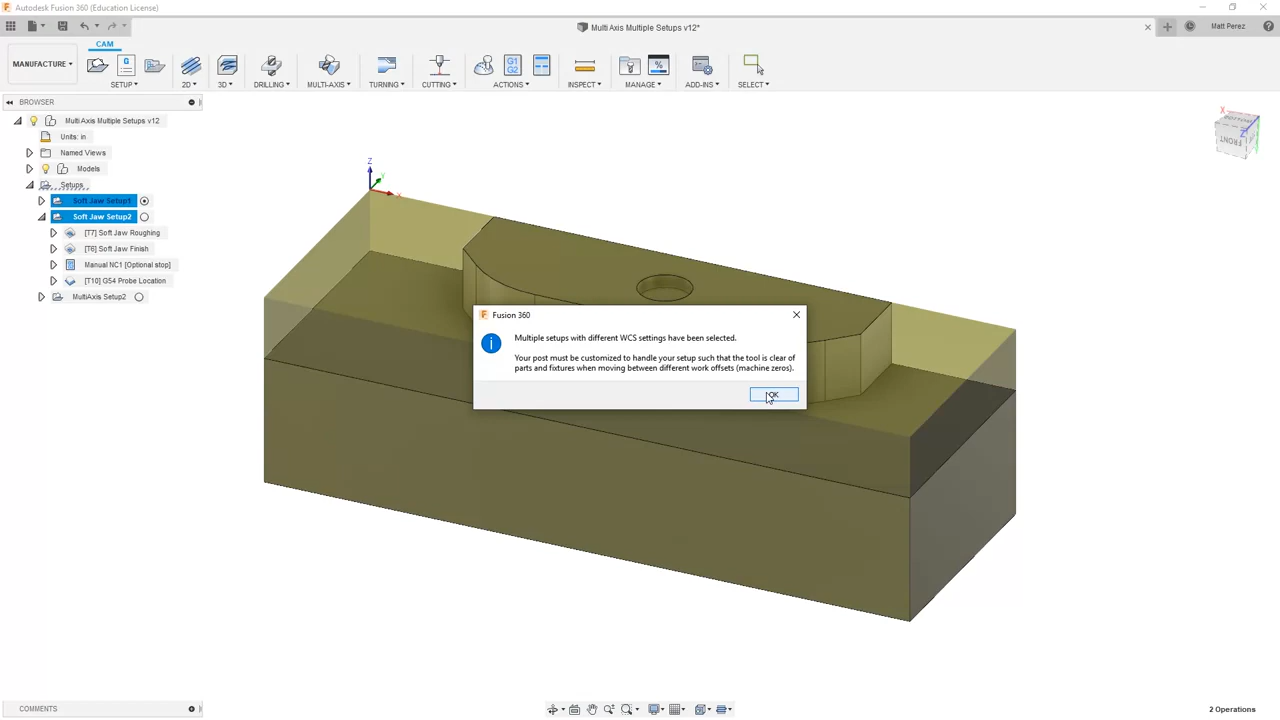 Autodesk Fusion 360 (Education License)
Multi Axis Multiple Setups v12*
Matt Perez
CAM
MANUFACTURE
SETUP
2D
3D
DRILLING
MULTI-AXIS
TURNING
CUTTING
G1
G2
ACTIONS
INSPECT
MANAGE
ADD-INS
SELECT
BROWSER
Multi Axis Multiple Setups v12
Units: in
Named Views
Models
Setups
Soft Jaw Setup1
Soft Jaw Setup2
[T7] Soft Jaw Roughing
[T6] Soft Jaw Finish
Manual NC1 [Optional stop]
[T10] G54 Probe Location
MultiAxis Setup2
Z
Y
X
X
Z
FRONT
Fusion 360
Multiple setups with different WCS settings have been selected.
Your post must be customized to handle your setup such that the tool is clear of
parts and fixtures when moving between different work offsets (machine zeros).
OK
COMMENTS
2 Operations